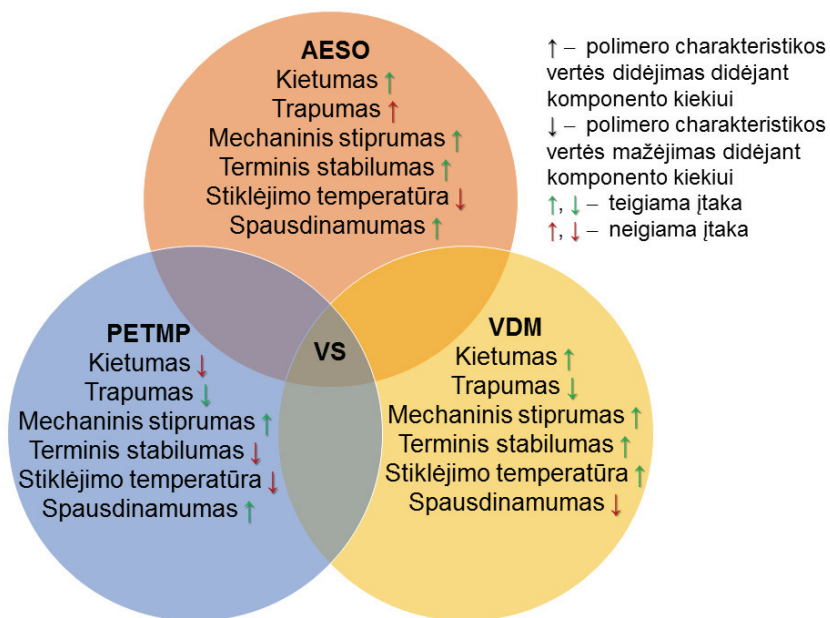 AESO
Kietumas ↑
Trapumas ↑
Mechaninis stiprumas ↑
Terminis stabilumas ↑
Stiklėjimo temperatūra ↓
Spausdinamumas ↑
↑ – polimero charakteristikos
vertės didėjimas didėjant
komponento kiekiui
↓ – polimero charakteristikos
vertės mažėjimas didėjant
komponento kiekiui
↑, ↓ – teigiama įtaka
↑, ↓ – neigiama įtaka
PETMP
Kietumas ↓
Trapumas ↓
Mechaninis stiprumas ↑
Terminis stabilumas ↓
Stiklėjimo temperatūra ↓
Spausdinamumas ↑
VS
VDM
Kietumas ↑
Trapumas ↓
Mechaninis stiprumas ↑
Terminis stabilumas ↑
Stiklėjimo temperatūra ↑
Spausdinamumas ↓